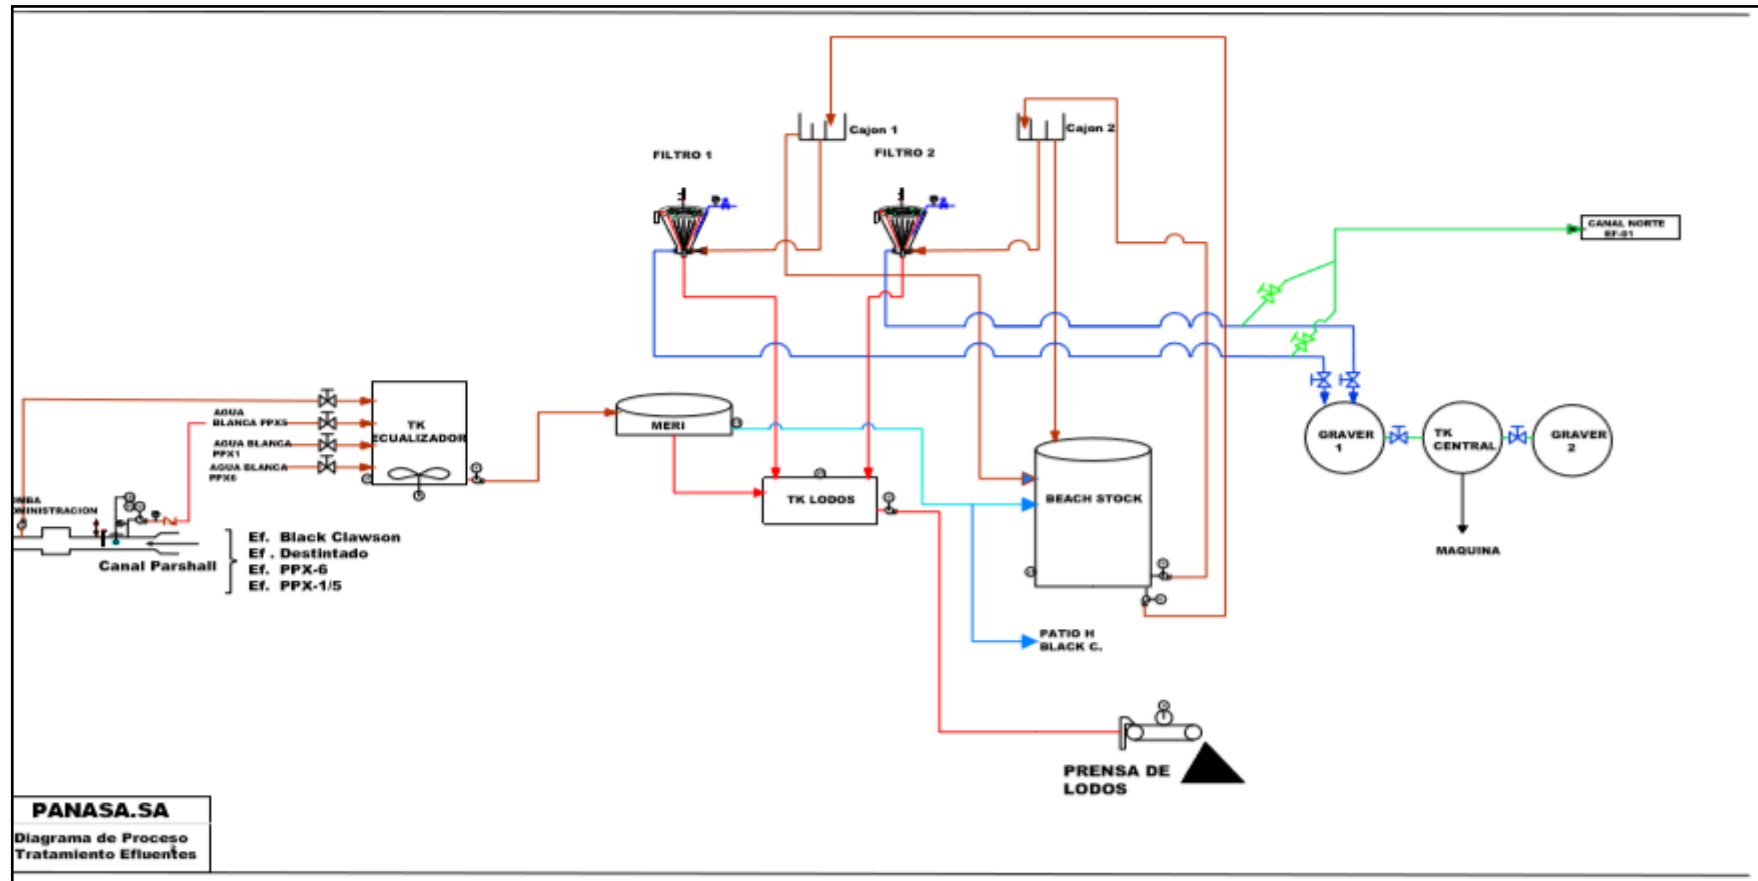 Cajon 1
Cajon 2
FILTRO 1
FILTRO 2
CANAL NORTE
EF-01
AGUA
BLANCA PPX5
AGUA BLANCA
PPX1
AGUA BLANCA
PPX6
TK
ECUALIZADOR
MERI
TK LODOS
BEACH STOCK
GRAVER
1
TK
CENTRAL
GRAVER
2
MAQUINA
Canal Parshall
Ef. Black Clawson
Ef . Destintado
Ef. PPX-6
Ef. PPX-1/5
PATIO H
BLACK C.
PRENSA DE
LODOS
PANASA.SA
Diagrama de Proceso
Tratamiento Efluentes